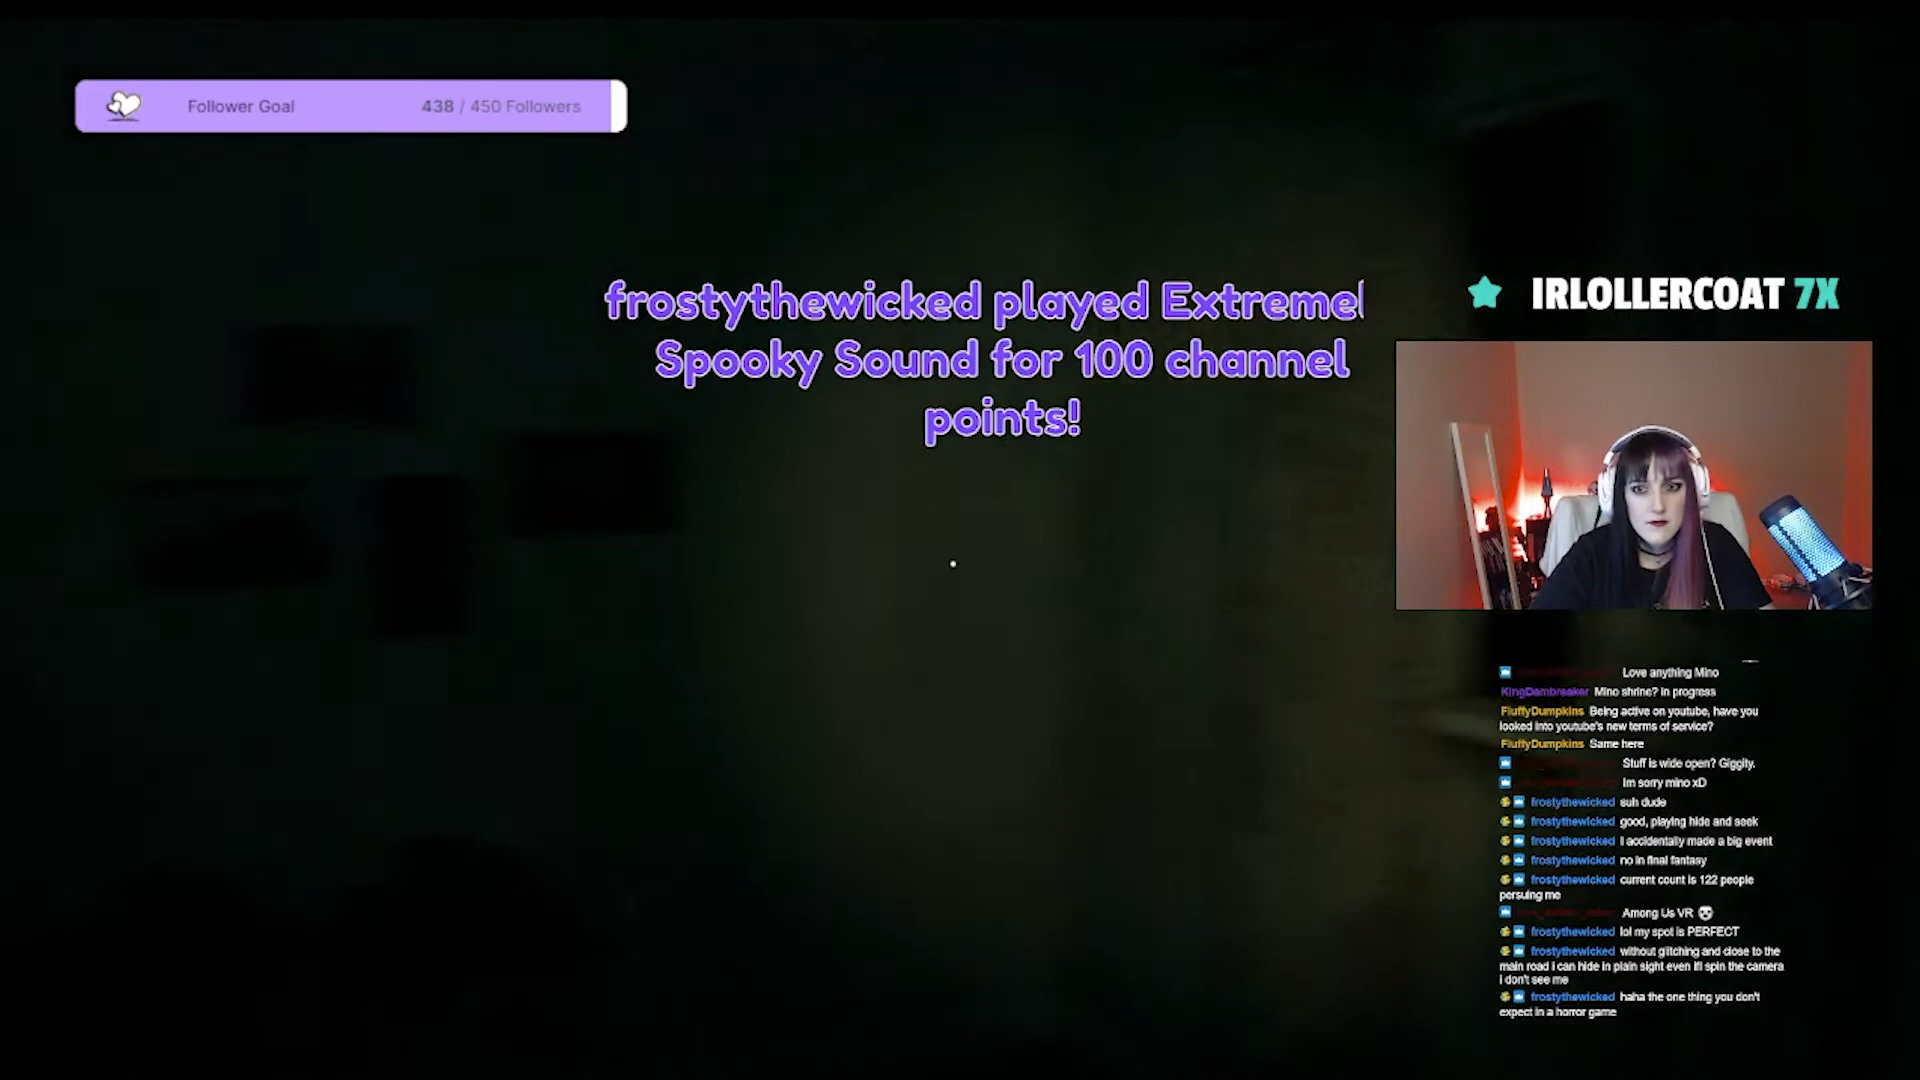 Follower Goal 438 / 450 Followers
frostythewicked played Extremel
Spooky Sound for 100 channel
points!
IRLOLLERCOAT 7X
Love anything Mino
KingDambreaker Mino shrine? in progress
FluffyDumpkins Being active on youtube, have you
looked into youtube's new terms of service?
FluffyDumpkins Same here
Stuff is wide open? Giggity.
Im sorry mino xD
frostythewicked suh dude
frostythewicked good, playing hide and seek
frostythewicked I accidentally made a big event
frostythewicked no in final fantasy
frostythewicked current count is 122 people
persuing me
Among Us VR
frostythewicked lol my spot is PERFECT
frostythewicked without glitching and close to the
main road i can hide in plain sight even ifi spin the camera
i don't see me
frostythewicked haha the one thing you don't
expect in a horror game